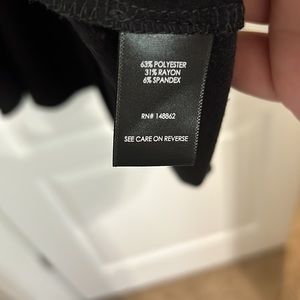 63% POLYESTER
31% RAYON
6% SPANDEX
RN# 148862
SEE CARE ON REVERSE